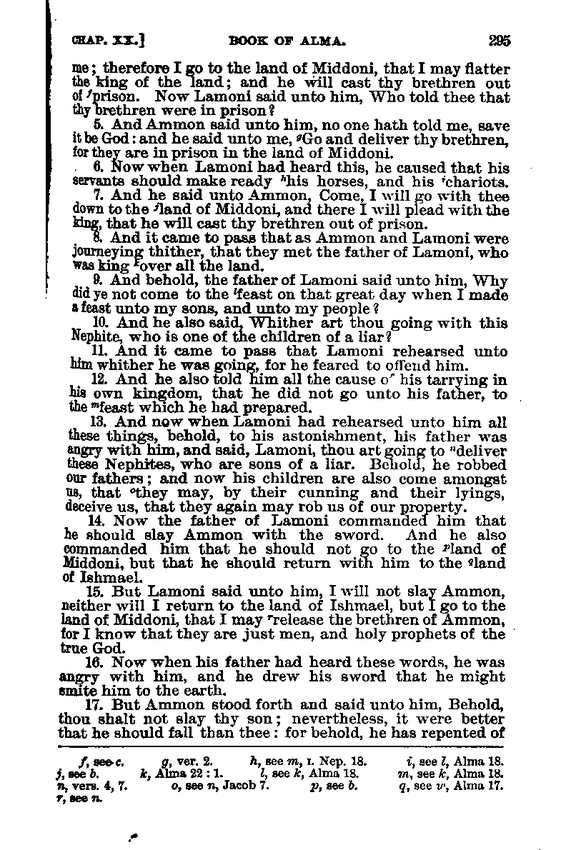 CHAP. XX.] BOOK OF ALMA. 295
me; therefore I go to the land of Middoni, that I may flatter
the king of the land; and he will cast thy brethren out
of ᶠprison. Now Lamoni said unto him, Who told thee that
thy brethren were in prison?
5. And Ammon said unto him, no one hath told me, save
it be God: and he said unto me, ᵍGo and deliver thy brethren,
for they are in prison in the land of Middoni.
6. Now when Lamoni had heard this, he caused that his
servants should make ready ʰhis horses, and his ⁱchariots.
7. And he said unto Ammon, Come, I will go with thee
down to the ʲland of Middoni, and there I will plead with the
king, that he will cast thy brethren out of prison.
8. And it came to pass that as Ammon and Lamoni were
journeying thither, that they met the father of Lamoni, who
was king ᵏover all the land.
9. And behold, the father of Lamoni said unto him, Why
did ye not come to the ˡfeast on that great day when I made
a feast unto my sons, and unto my people?
10. And he also said, Whither art thou going with this
Nephite, who is one of the children of a liar?
11. And it came to pass that Lamoni rehearsed unto
him whither he was going, for he feared to offend him.
12. And he also told him all the cause o' his tarrying in
his own kingdom, that he did not go unto his father, to
the ᵐfeast which he had prepared.
13. And now when Lamoni had rehearsed unto him all
these things, behold, to his astonishment, his father was
angry with him, and said, Lamoni, thou art going to ⁿdeliver
these Nephites, who are sons of a liar. Behold, he robbed
our fathers; and now his children are also come amongst
us, that ᵒthey may, by their cunning and their lyings,
deceive us, that they again may rob us of our property.
14. Now the father of Lamoni commanded him that
he should slay Ammon with the sword. And he also
commanded him that he should not go to the ᵖland of
Middoni, but that he should return with him to the qland
of Ishmael.
15. But Lamoni said unto him, I will not slay Ammon,
neither will I return to the land of Ishmael, but I go to the
land of Middoni, that I may ʳrelease the brethren of Ammon,
for I know that they are just men, and holy prophets of the
true God.
16. Now when his father had heard these words, he was
angry with him, and he drew his sword that he might
smite him to the earth.
17. But Ammon stood forth and said unto him, Behold,
thou shalt not slay thy son; nevertheless, it were better
that he should fall than thee: for behold, he has repented of
f, see c. g, ver. 2. h, see m, I. Nep. 18. i, see l, Alma 18.
j, see b. k, Alma 22:1. l, see k, Alma 18. m, see k, Alma 18.
n, vers. 4, 7. o, see n, Jacob 7. p, see b. q, see w, Alma 17.
r, see n.